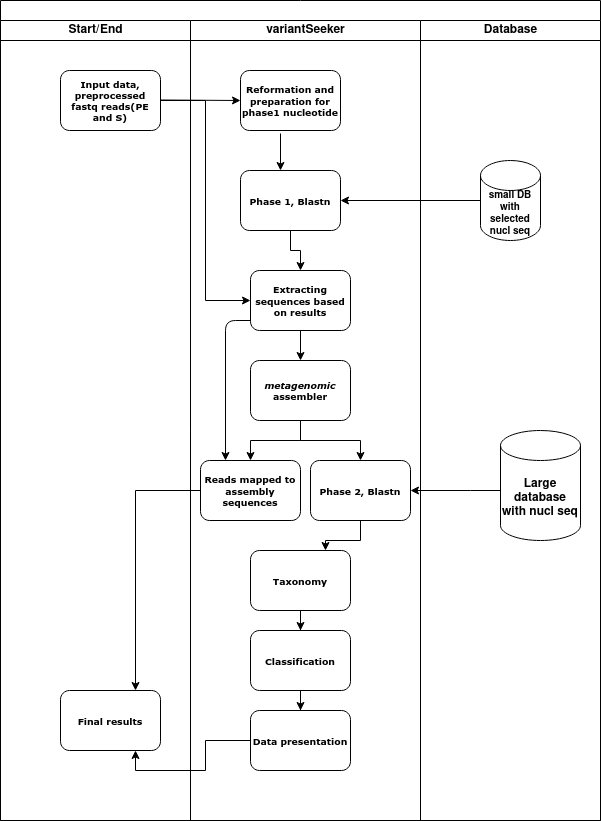 Start/End
variantSeeker
Database
Input data,
preprocessed
fastq reads(PE
and S)
Reformation and
preparation for
phase1 nucleotide
Phase 1, Blastn
small DB
with
selected
nucl seq
Extracting
sequences based
on results
metagenomic
assembler
Reads mapped to
assembly
sequences
Phase 2, Blastn
Large
database
with nucl seq
Taxonomy
Classification
Final results
Data presentation